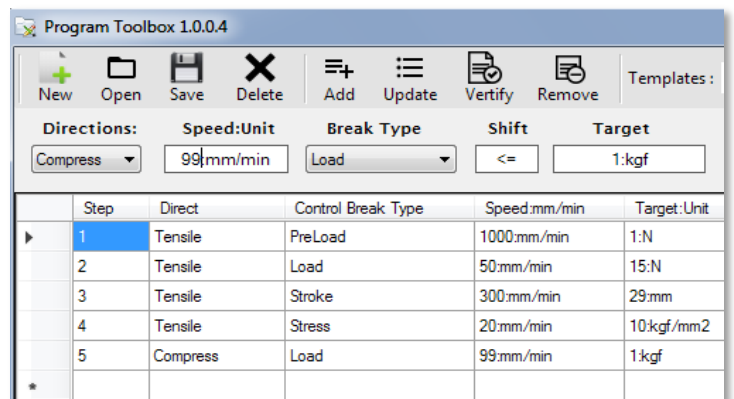 Program Toolbox 1.0.0.4
New Open Save Delete Add Update Vertify Remove Templates :
Directions: Speed:Unit Break Type Shift Target
Compress 99:mm/min Load <= 1:kgf
Step Direct Control Break Type Speed:mm/min Target:Unit
1 Tensile PreLoad 1000:mm/min 1:N
2 Tensile Load 50:mm/min 15:N
3 Tensile Stroke 300:mm/min 29:mm
4 Tensile Stress 20:mm/min 10:kgf/mm2
5 Compress Load 99:mm/min 1:kgf
*